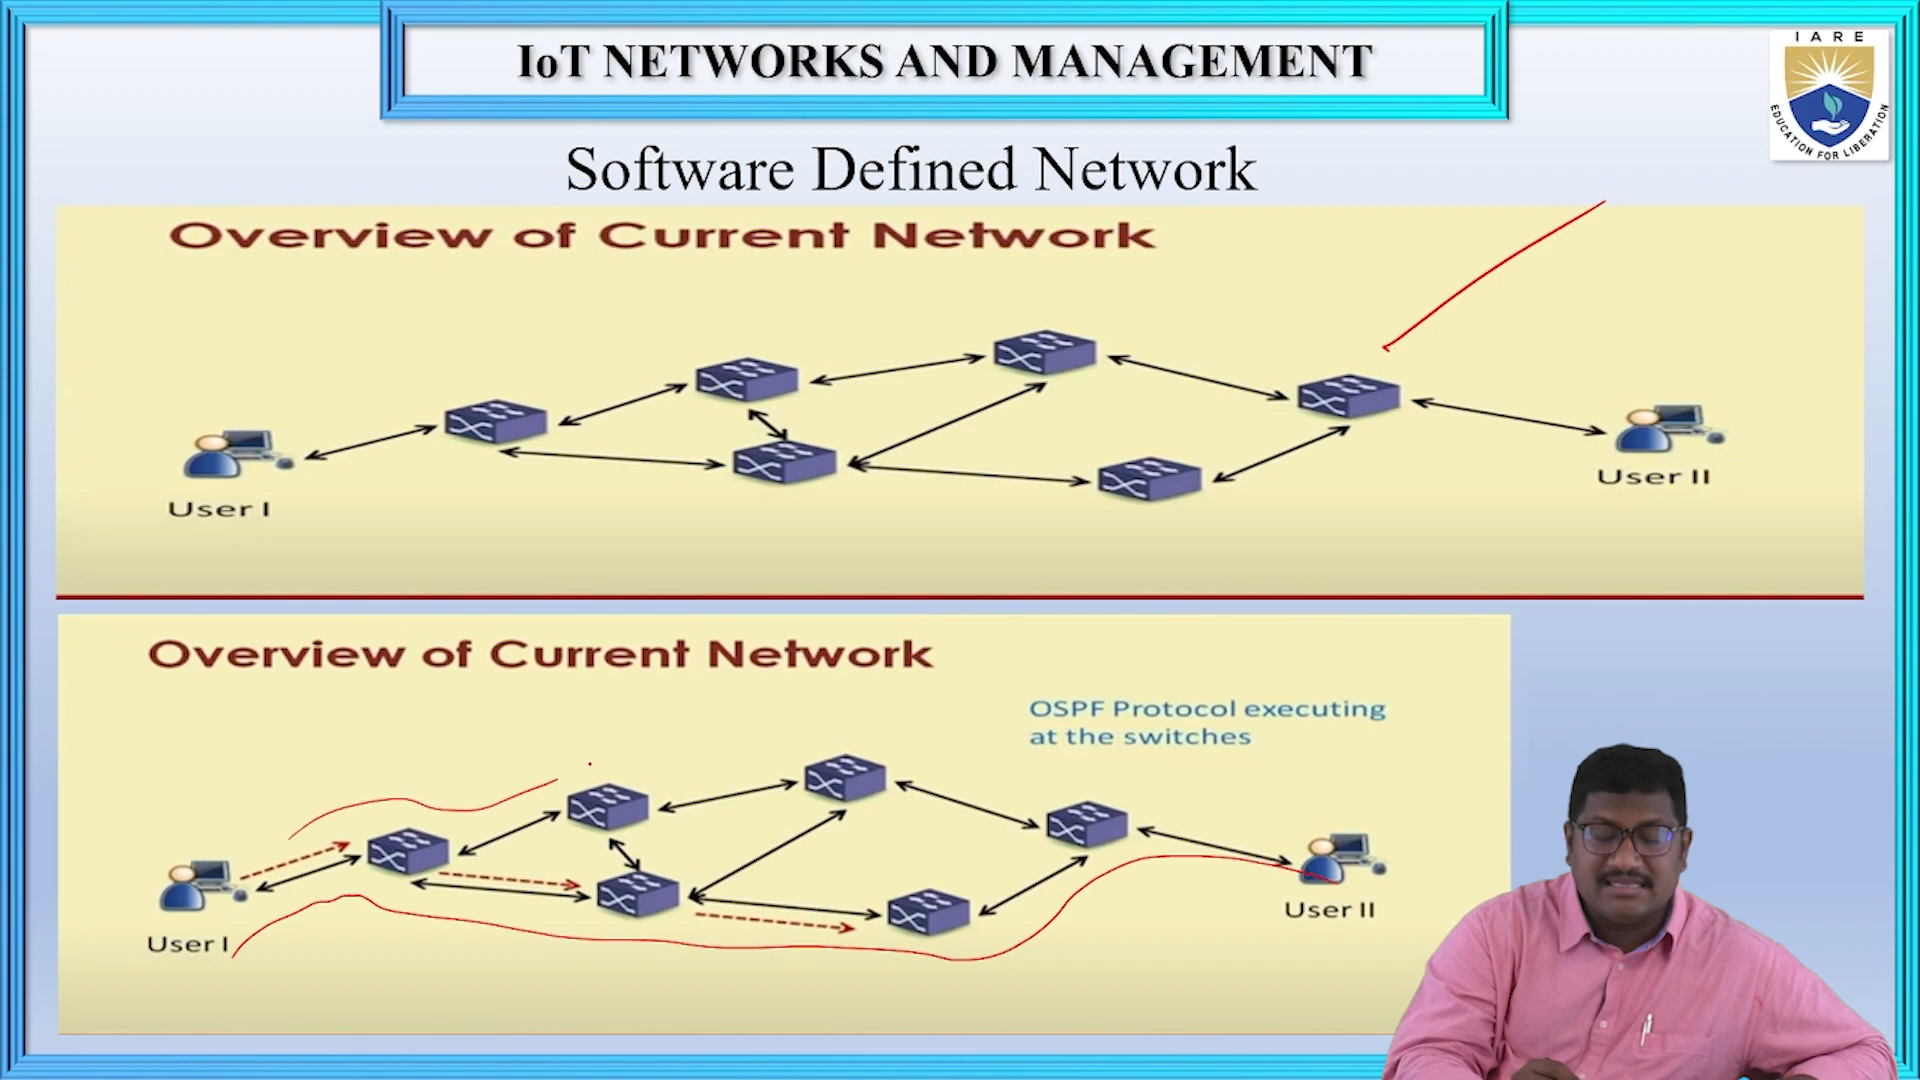 IoT NETWORKS AND MANAGEMENT
IARE
EDUCATION FOR LIBERATION
Software Defined Network
Overview of Current Network
User I
User II
Overview of Current Network
OSPF Protocol executing
at the switches
User I
User II